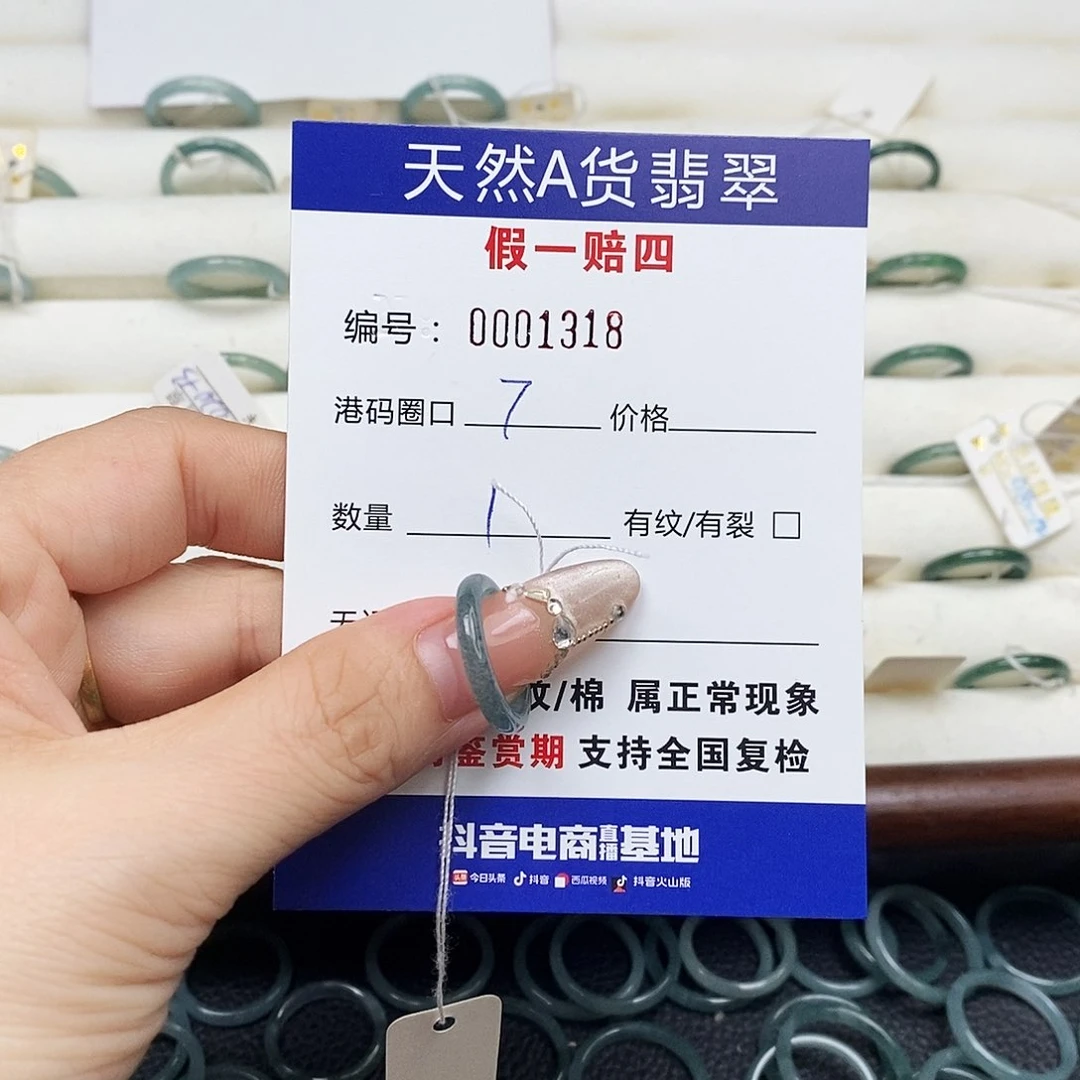 天然A货翡翠
假一赔四
编号：0001318
港码圈口 7 价格
数量 1 有纹/有裂 □
纹/棉 属正常现象
鉴赏期 支持全国复检
抖音电商直播基地
今日头条 抖音 西瓜视频 抖音火山版